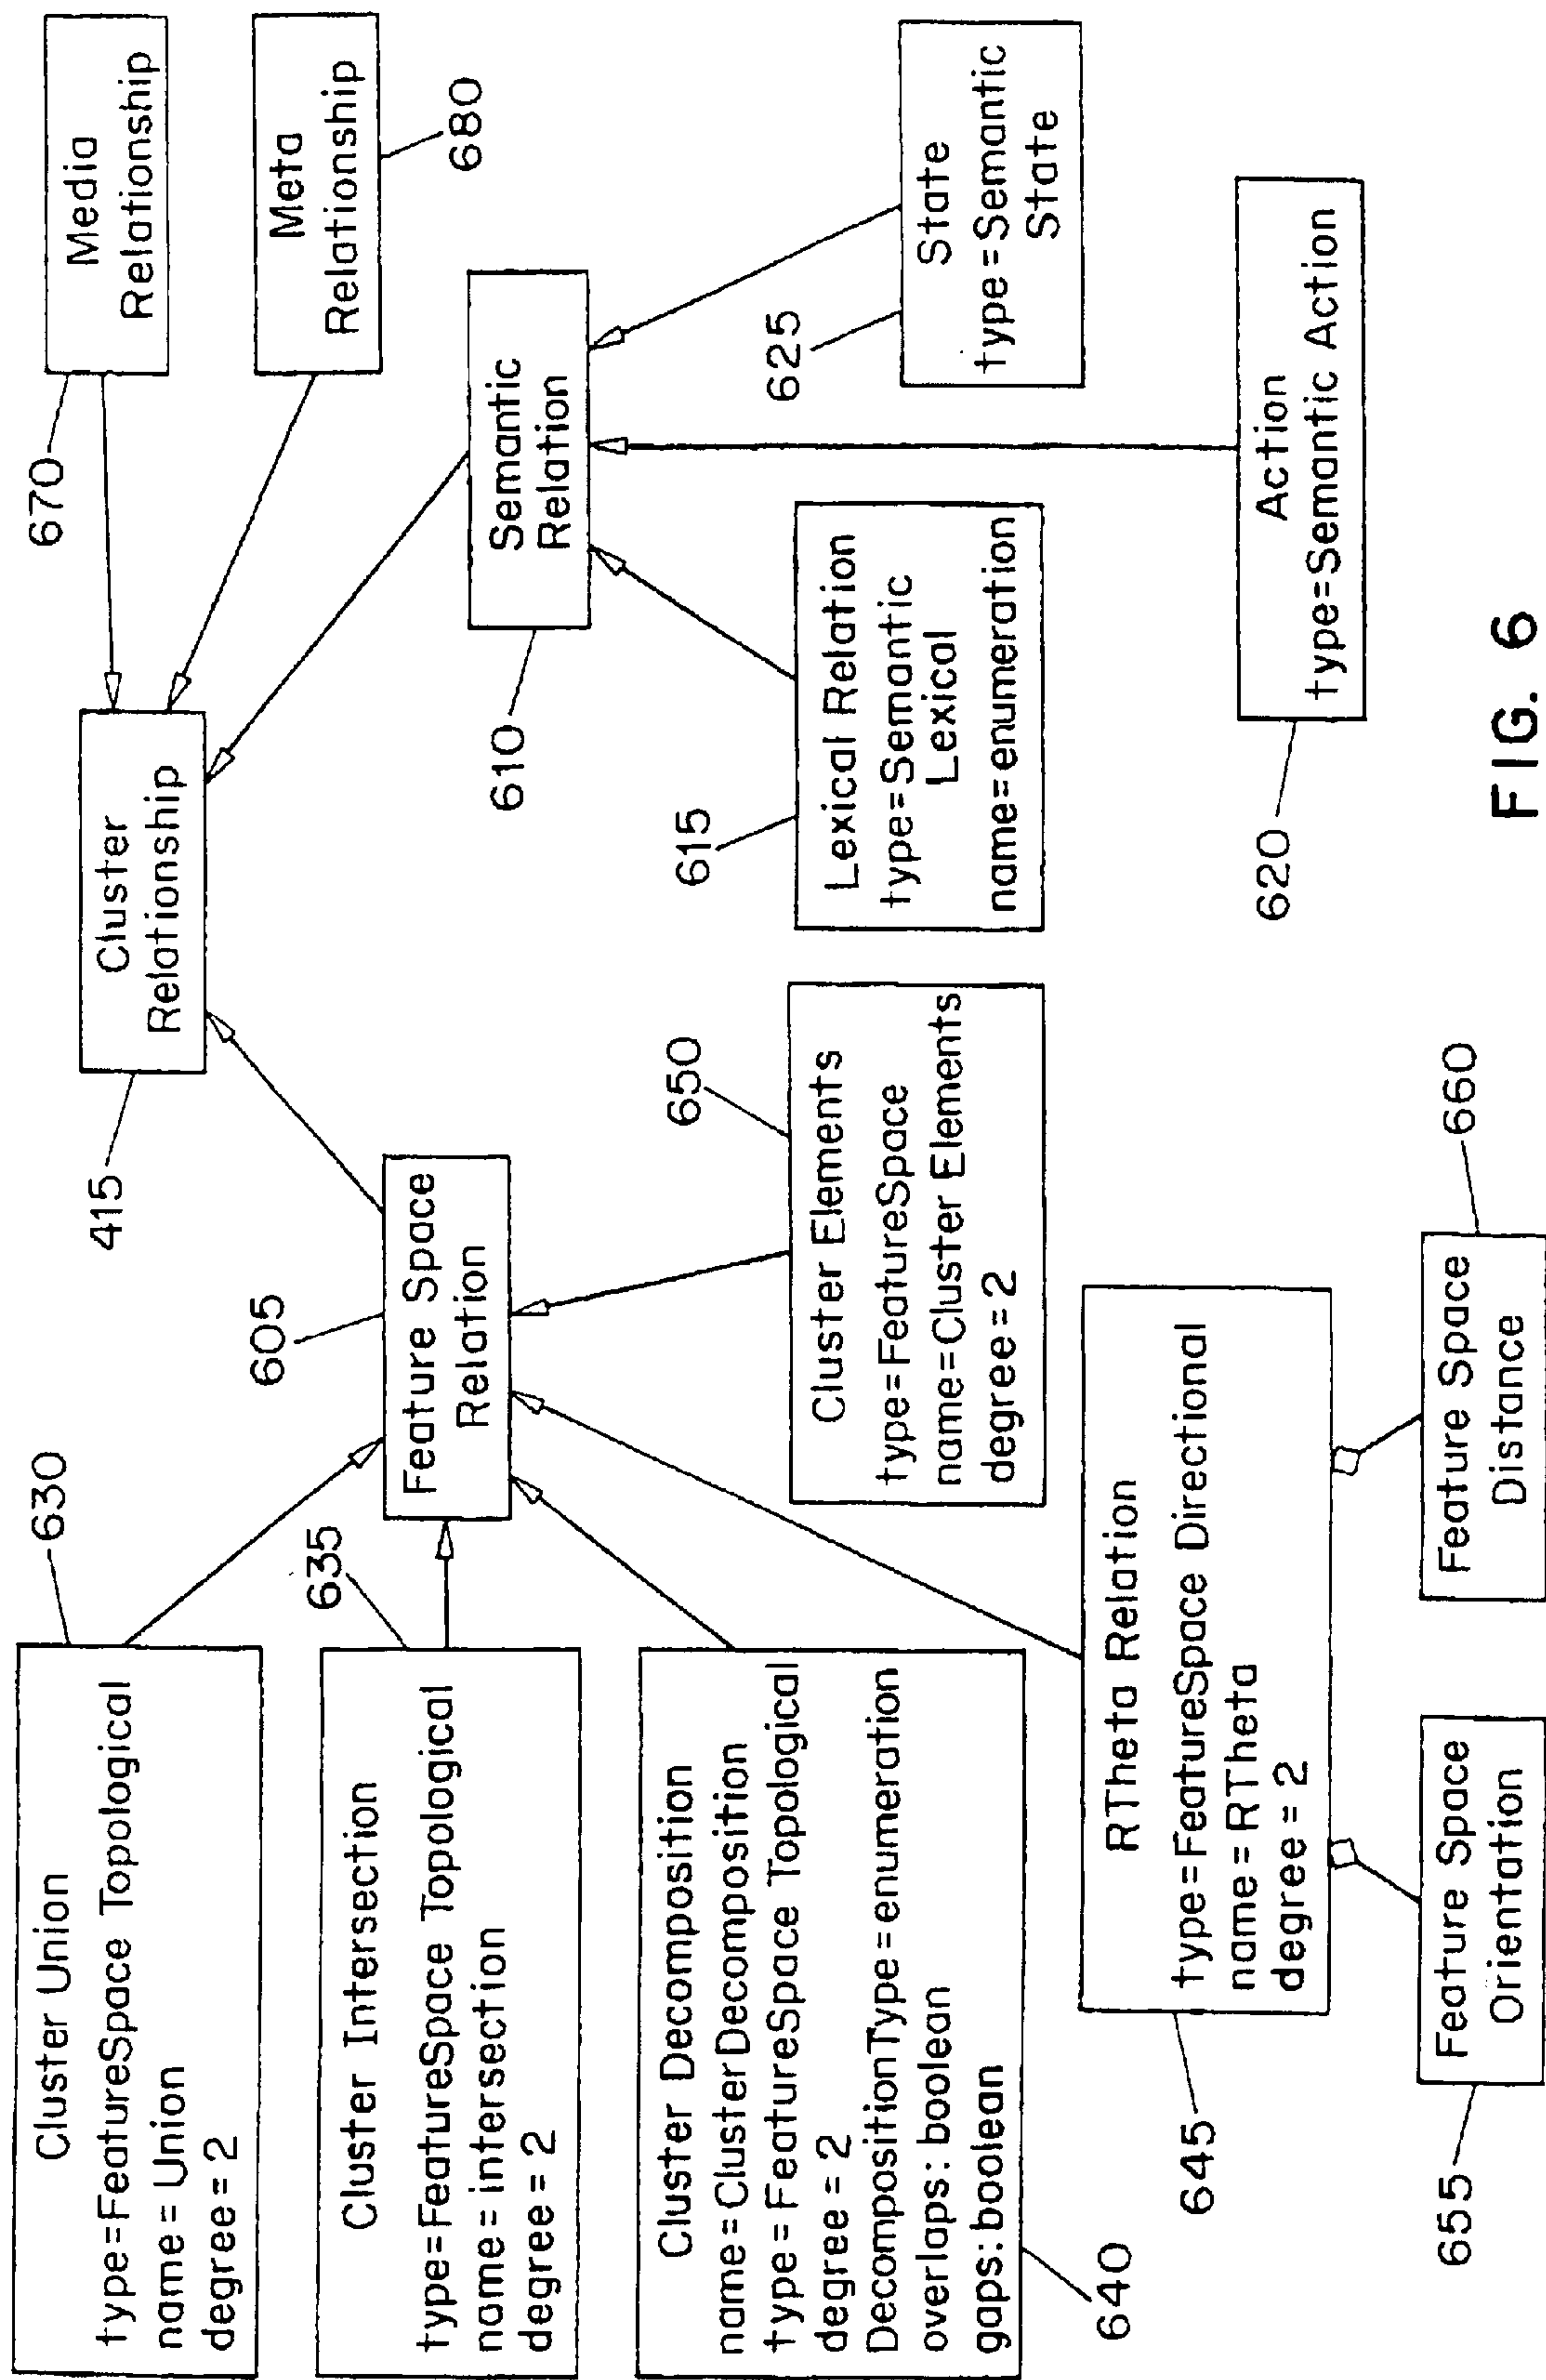 Media
Relationship
670
Meta
Relationship
680
Cluster
Relationship
415
Semantic
Relation
610
State
type=Semantic
State
625
Lexical Relation
type=Semantic
Lexical
name=enumeration
615
Action
type=Semantic Action
620
Feature Space
Relation
605
Cluster Union
type=FeatureSpace Topological
name=Union
degree=2
630
Cluster Intersection
type=FeatureSpace Topological
name=intersection
degree=2
635
Cluster Decomposition
name=ClusterDecomposition
type=FeatureSpace Topological
degree=2
DecompositionType=enumeration
overlaps:boolean
gaps:boolean
640
Cluster Elements
type=FeatureSpace
name=Cluster Elements
degree=2
650
RTheta Relation
type=FeatureSpace Directional
name=RTheta
degree=2
645
Feature Space
Orientation
655
Feature Space
Distance
660
FIG. 6